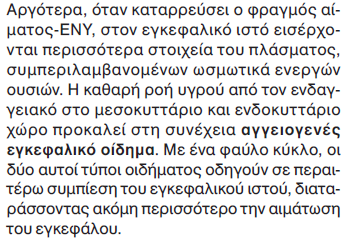 Αργότερα, όταν καταρρεύσει ο φραγμός αί-
ματος-ΕΝΥ, στον εγκεφαλικό ιστό εισέρχο-
νται περισσότερα στοιχεία του πλάσματος,
συμπεριλαμβανομένων ωσμωτικά ενεργών
ουσιών. Η καθαρή ροή υγρού από τον ενδαγ-
γειακό στο μεσοκυττάριο και ενδοκυττάριο
χώρο προκαλεί στη συνέχεια αγγειογενές
εγκεφαλικό οίδημα. Με ένα φαύλο κύκλο, οι
δύο αυτοί τύποι οιδήματος οδηγούν σε περαι-
τέρω συμπίεση του εγκεφαλικού ιστού, διατα-
ράσσοντας ακόμη περισσότερο την αιμάτωση
του εγκεφάλου.